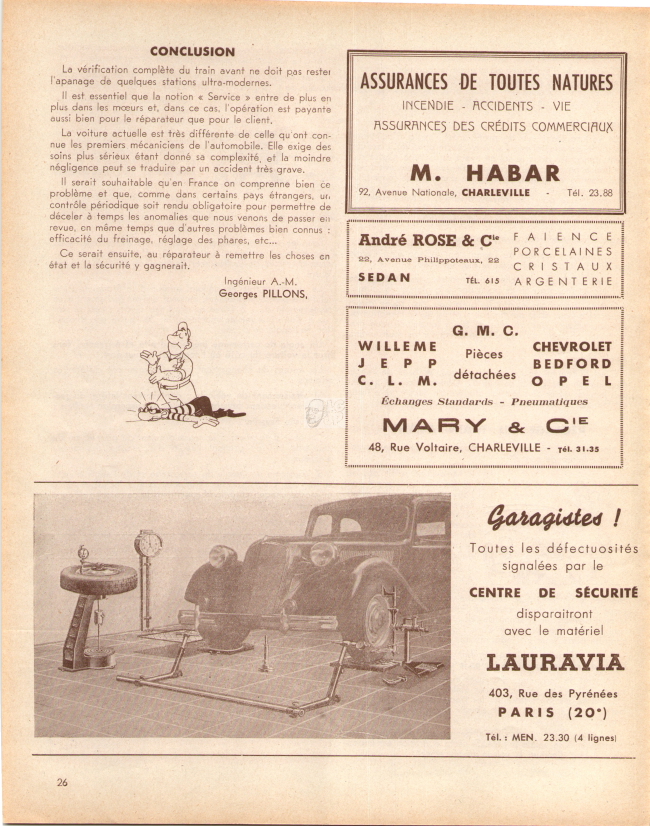 CONCLUSION
La vérification complète du train avant ne doit pas rester
l'apanage de quelques stations ultra-modernes.
Il est essentiel que la notion « Service » entre de plus en
plus dans les mœurs et, dans ce cas, l'opération est payante
aussi bien pour le réparateur que pour le client.
La voiture actuelle est très différente de celle qu'ont con-
nue les premiers mécaniciens de l'automobile. Elle exige des
soins plus sérieux étant donné sa complexité, et la moindre
négligence peut se traduire par un accident très grave.
Il serait souhaitable qu'en France on comprenne bien ce
problème et que, comme dans certains pays étrangers, un
contrôle périodique soit rendu obligatoire pour permettre de
déceler à temps les anomalies que nous venons de passer en
revue, en même temps que d'autres problèmes bien connus :
efficacité du freinage, réglage des phares, etc...
Ce serait ensuite, au réparateur à remettre les choses en
état et la sécurité y gagnerait.
Ingénieur A.-M.
Georges PILLONS,
ASSURANCES DE TOUTES NATURES
INCENDIE - ACCIDENTS - VIE
ASSURANCES DES CRÉDITS COMMERCIAUX
M. HABAR
92, Avenue Nationale, CHARLEVILLE - Tél. 23.88
André ROSE & Cie
22, Avenue Philippoteaux, 22
SEDAN TÉL. 615
FAIENCE
PORCELAINES
CRISTAUX
ARGENTERIE
G. M. C.
WILLEME
JEPP
C. L. M.
Pièces
détachées
CHEVROLET
BEDFORD
OPEL
Échanges Standards - Pneumatiques
MARY & CIE
48, Rue Voltaire, CHARLEVILLE - Tél. 31.35
Garagistes !
Toutes les défectuosités
signalées par le
CENTRE DE SÉCURITÉ
disparaitront
avec le matériel
LAURAVIA
403, Rue des Pyrénées
PARIS (20°)
Tél. : MEN. 23.30 (4 lignes)
26